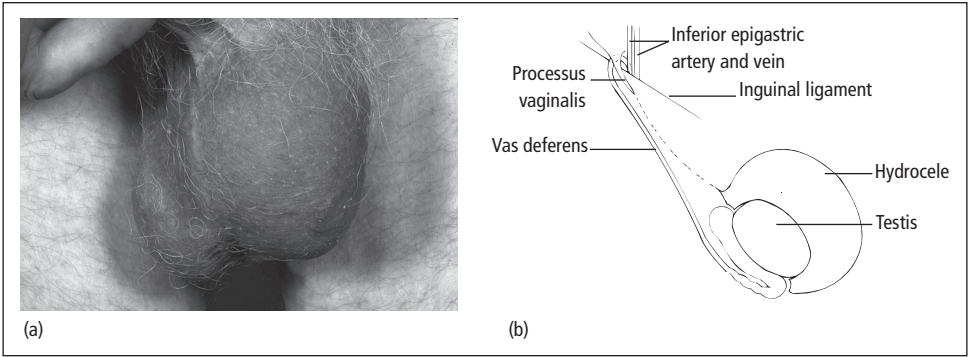 Inferior epigastric
artery and vein
Processus
vaginalis
Inguinal ligament
Vas deferens
Hydrocele
Testis
(a)
(b)